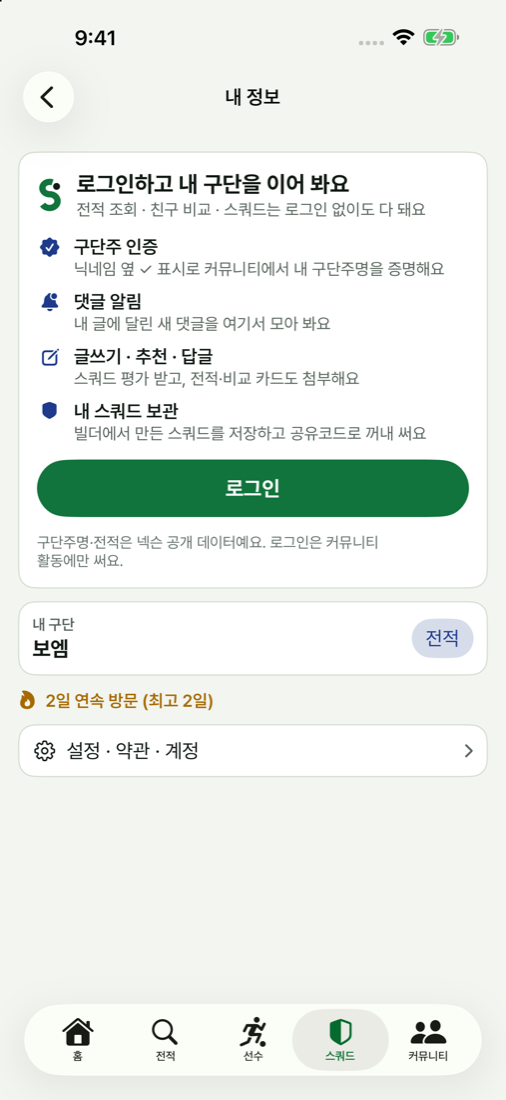 9:41
내 정보
로그인하고 내 구단을 이어 봐요
전적 조회 · 친구 비교 · 스쿼드는 로그인 없이도 다 돼요
구단주 인증
닉네임 옆 ✓ 표시로 커뮤니티에서 내 구단주명을 증명해요
댓글 알림
내 글에 달린 새 댓글을 여기서 모아 봐요
글쓰기 · 추천 · 답글
스쿼드 평가 받고, 전적·비교 카드도 첨부해요
내 스쿼드 보관
빌더에서 만든 스쿼드를 저장하고 공유코드로 꺼내 써요
로그인
구단주명·전적은 넥슨 공개 데이터예요. 로그인은 커뮤니티
활동에만 써요.
내 구단
보엠
전적
2일 연속 방문 (최고 2일)
설정 · 약관 · 계정
홈
전적
선수
스쿼드
커뮤니티